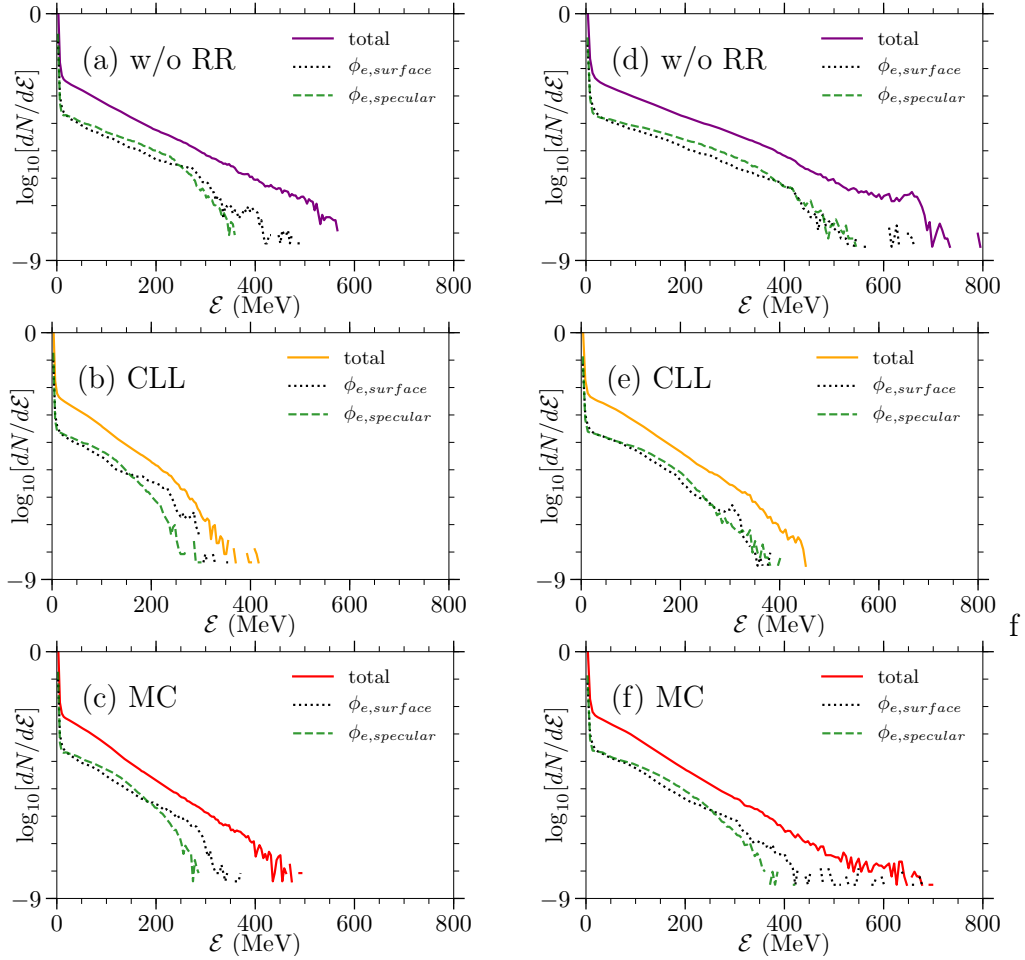 (a) w/o RR
total
ϕe,surface
ϕe,specular
log10[dN/dℰ]
0
−9
0 200 400 600 800
ℰ (MeV)
(d) w/o RR
total
ϕe,surface
ϕe,specular
log10[dN/dℰ]
0
−9
0 200 400 600 800
ℰ (MeV)
(b) CLL
total
ϕe,surface
ϕe,specular
log10[dN/dℰ]
0
−9
0 200 400 600 800
ℰ (MeV)
(e) CLL
total
ϕe,surface
ϕe,specular
log10[dN/dℰ]
0
−9
0 200 400 600 800
ℰ (MeV)
f
(c) MC
total
ϕe,surface
ϕe,specular
log10[dN/dℰ]
0
−9
0 200 400 600 800
ℰ (MeV)
(f) MC
total
ϕe,surface
ϕe,specular
log10[dN/dℰ]
0
−9
0 200 400 600 800
ℰ (MeV)